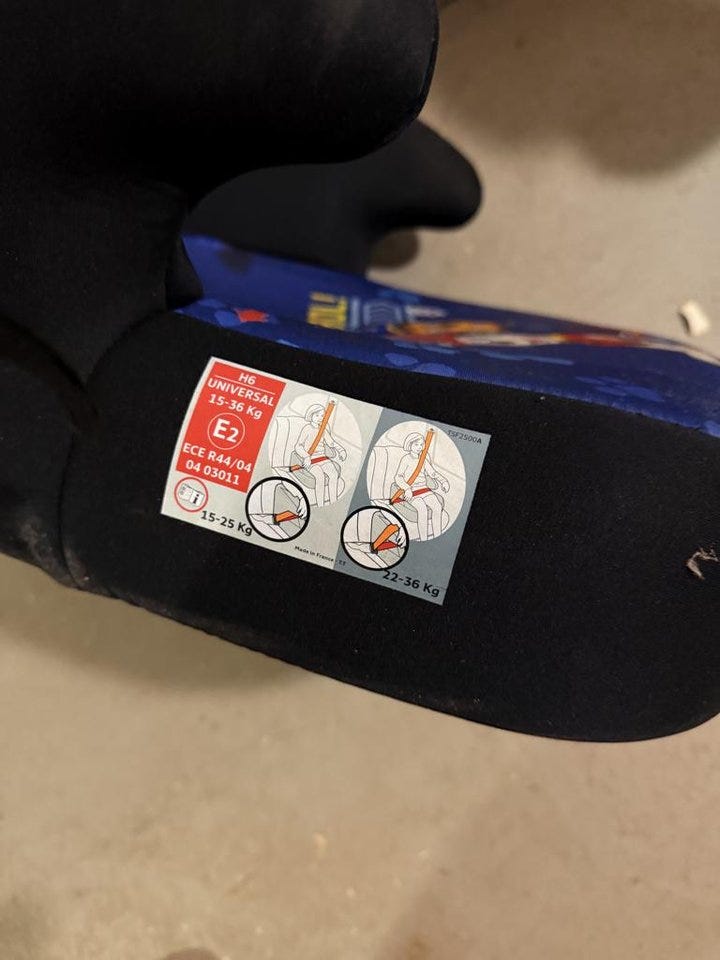 H6
UNIVERSAL
15-36 Kg
E2
ECE R44/04
04 03011
15-25 Kg
Made in France
TSF2500A
22-36 Kg